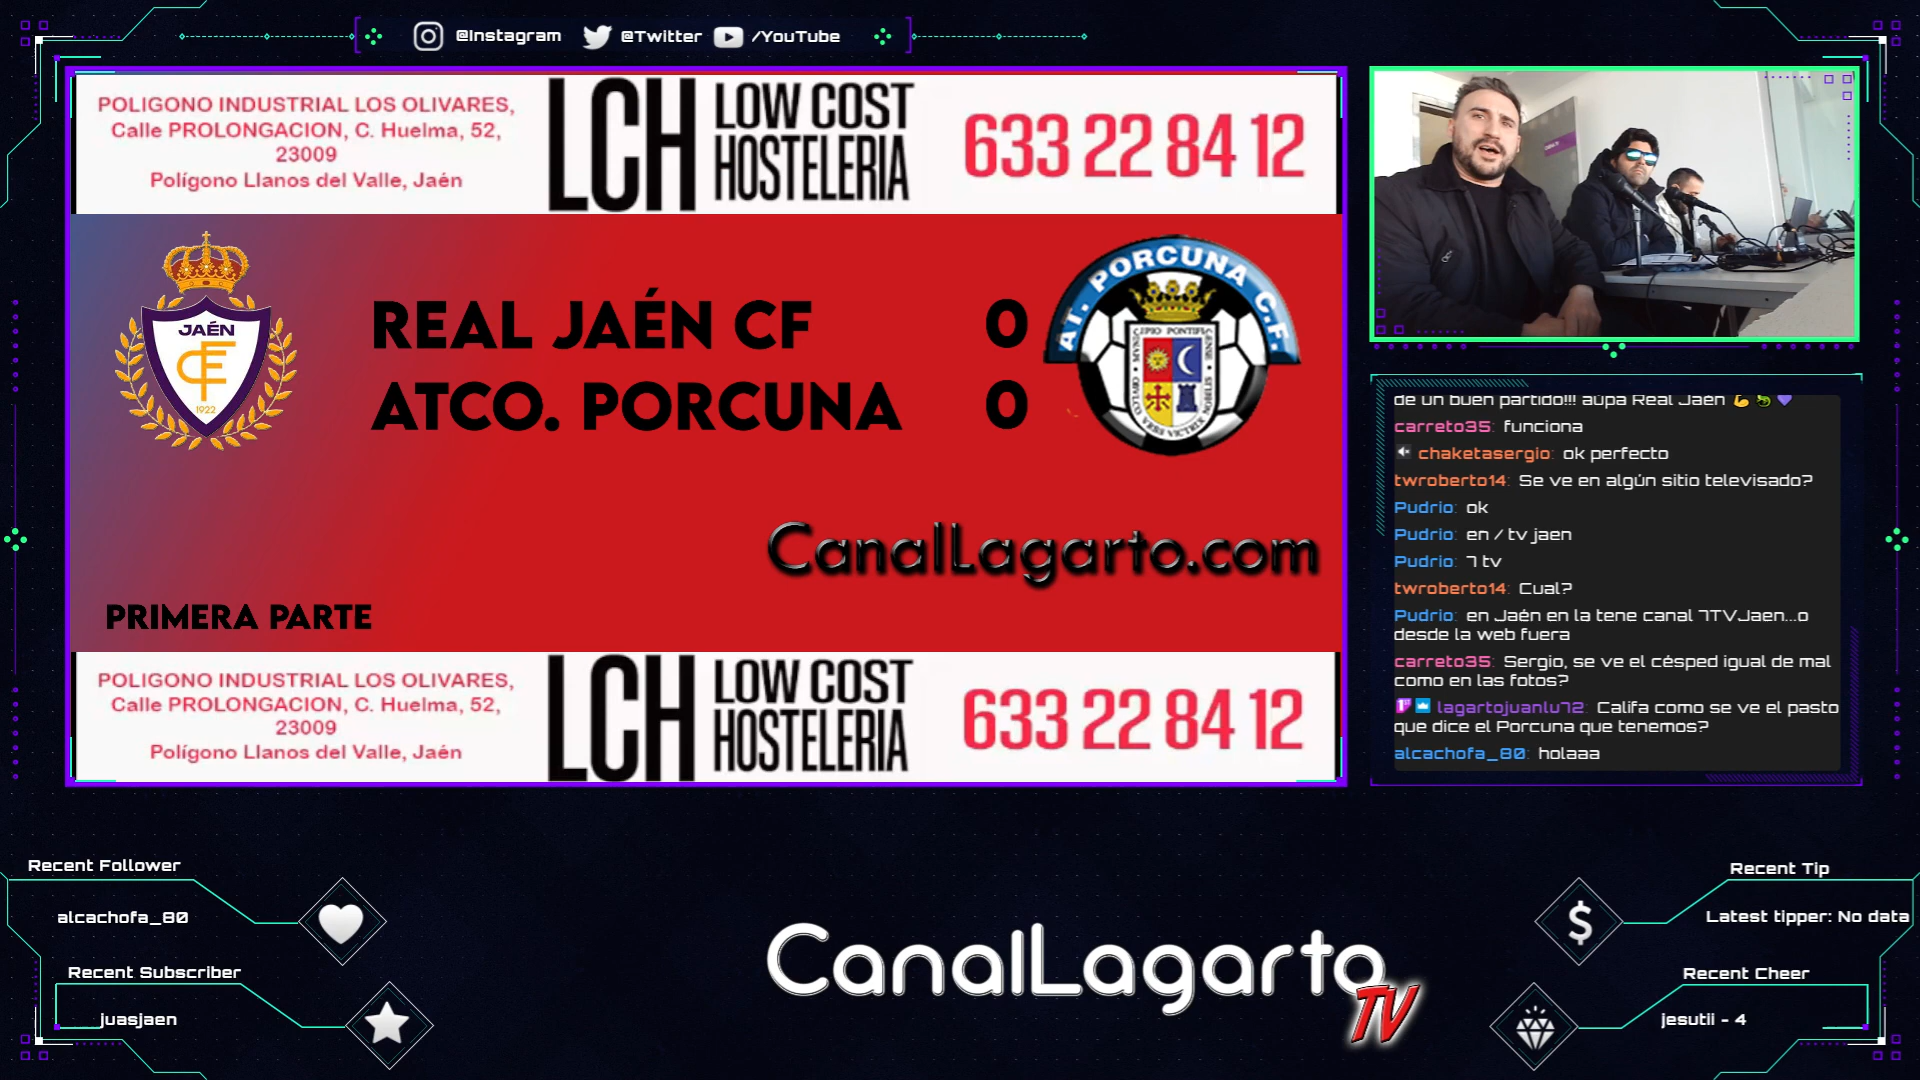 @Instagram @Twitter /YouTube
POLIGONO INDUSTRIAL LOS OLIVARES,
Calle PROLONGACION, C. Huelma, 52,
23009
Polígono Llanos del Valle, Jaén
LCH LOW COST
HOSTELERIA
633 22 84 12
JAÉN
CF
1922
REAL JAÉN CF 0
ATCO. PORCUNA 0
AT. PORCUNA C.F.
CanalLagarto.com
PRIMERA PARTE
POLIGONO INDUSTRIAL LOS OLIVARES,
Calle PROLONGACION, C. Huelma, 52,
23009
Polígono Llanos del Valle, Jaén
LCH LOW COST
HOSTELERIA
633 22 84 12
de un buen partido!!! aupa Real Jaen 💪 🐉 💜
carreto35: funciona
chaketasergio: ok perfecto
twroberto14: Se ve en algún sitio televisado?
Pudrio: ok
Pudrio: en / tv jaen
Pudrio: 7 tv
twroberto14: Cual?
Pudrio: en Jaén en la tene canal 7TVJaen...o
desde la web fuera
carreto35: Sergio, se ve el césped igual de mal
como en las fotos?
lagartojuanlu72: Califa como se ve el pasto
que dice el Porcuna que tenemos?
alcachofa_80: holaaa
Recent Follower
alcachofa_80
Recent Subscriber
juasjaen
CanalLagarto
TV
Recent Tip
$
Latest tipper: No data
Recent Cheer
jesutii - 4